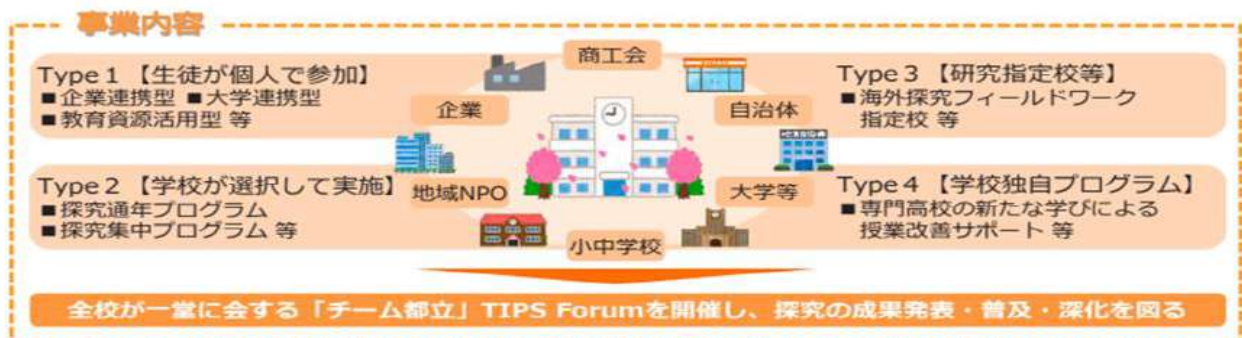 事業内容
Type1【生徒が個人で参加】
■企業連携型 ■大学連携型
■教育資源活用型 等
Type2【学校が選択して実施】
■探究通年プログラム
■探究集中プログラム 等
商工会
企業
自治体
地域NPO
大学等
小中学校
Type3【研究指定校等】
■海外探究フィールドワーク
指定校 等
Type4【学校独自プログラム】
■専門高校の新たな学びによる
授業改善サポート 等
全校が一堂に会する「チーム都立」TIPS Forumを開催し、探究の成果発表・普及・深化を図る